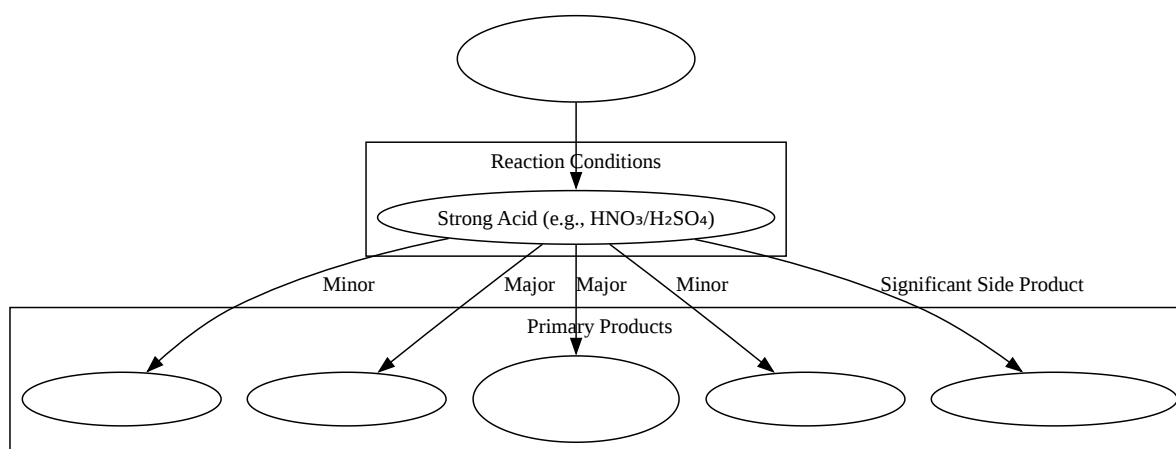 Reaction Conditions
Strong Acid (e.g., HNO₃/H₂SO₄)
Minor
Major
Major
Minor
Significant Side Product
Primary Products